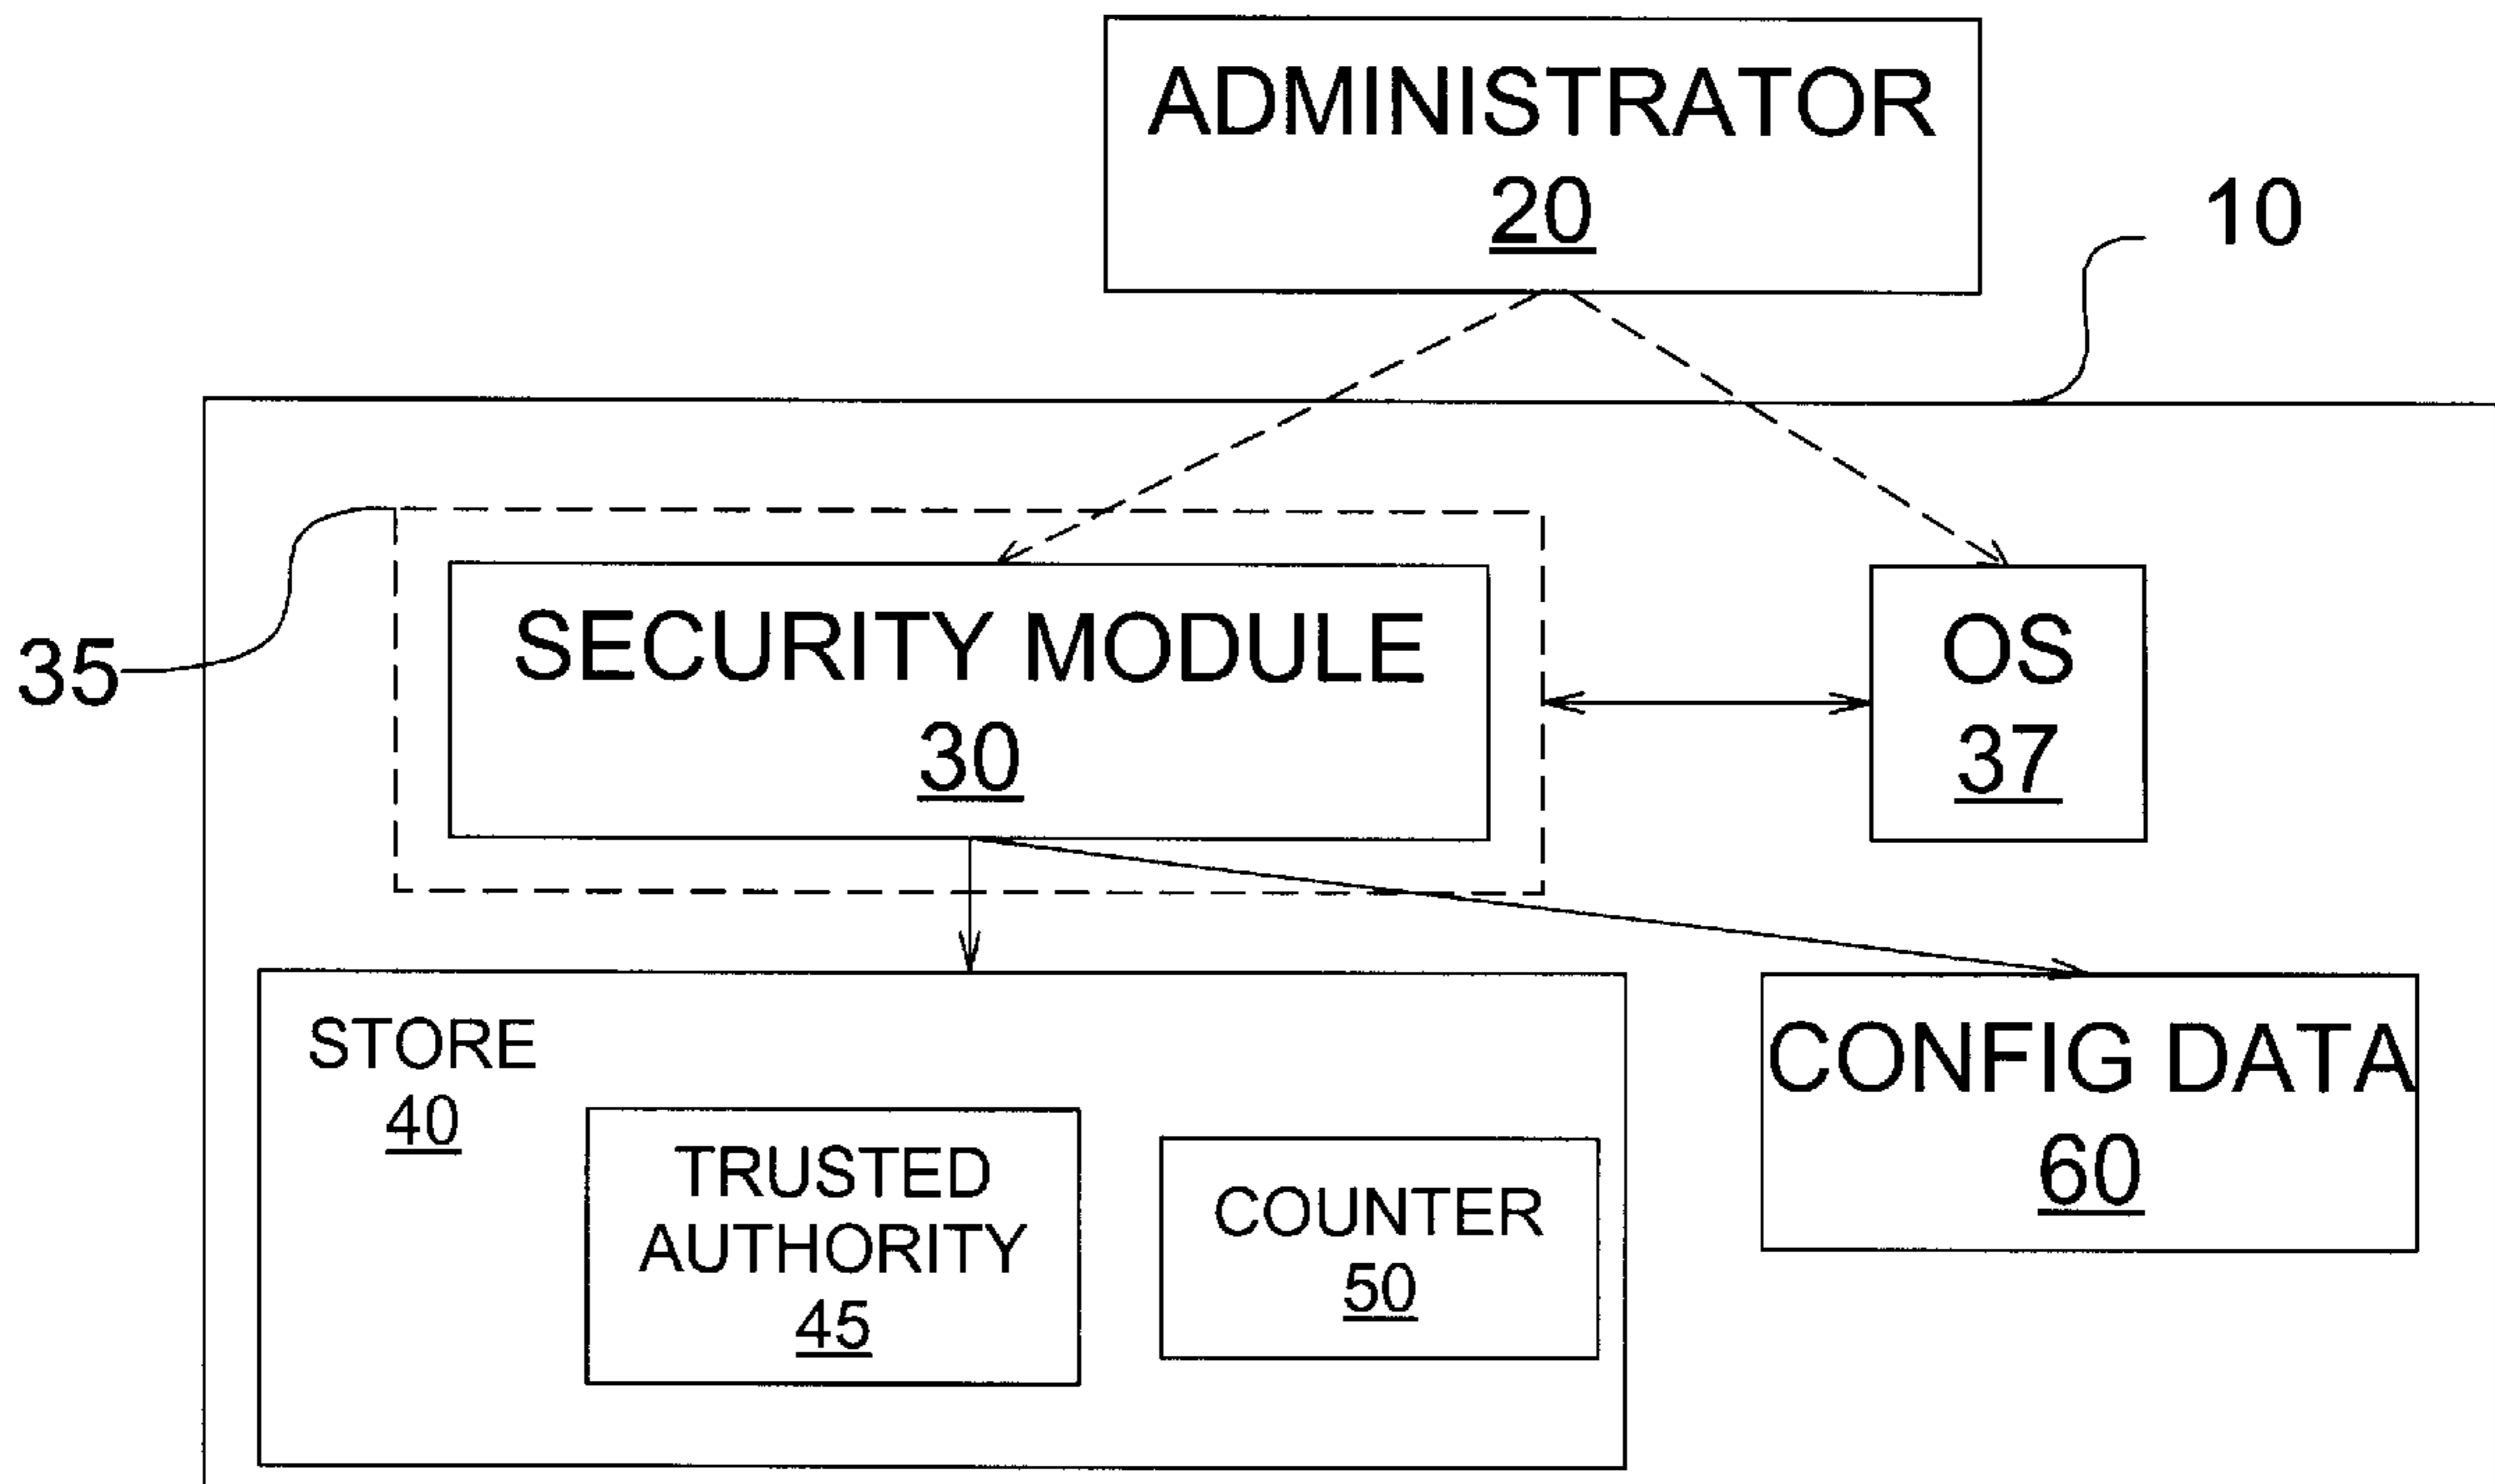 ADMINISTRATOR
20
10
35
SECURITY MODULE
30
OS
37
STORE
40
TRUSTED
AUTHORITY
45
COUNTER
50
CONFIG DATA
60